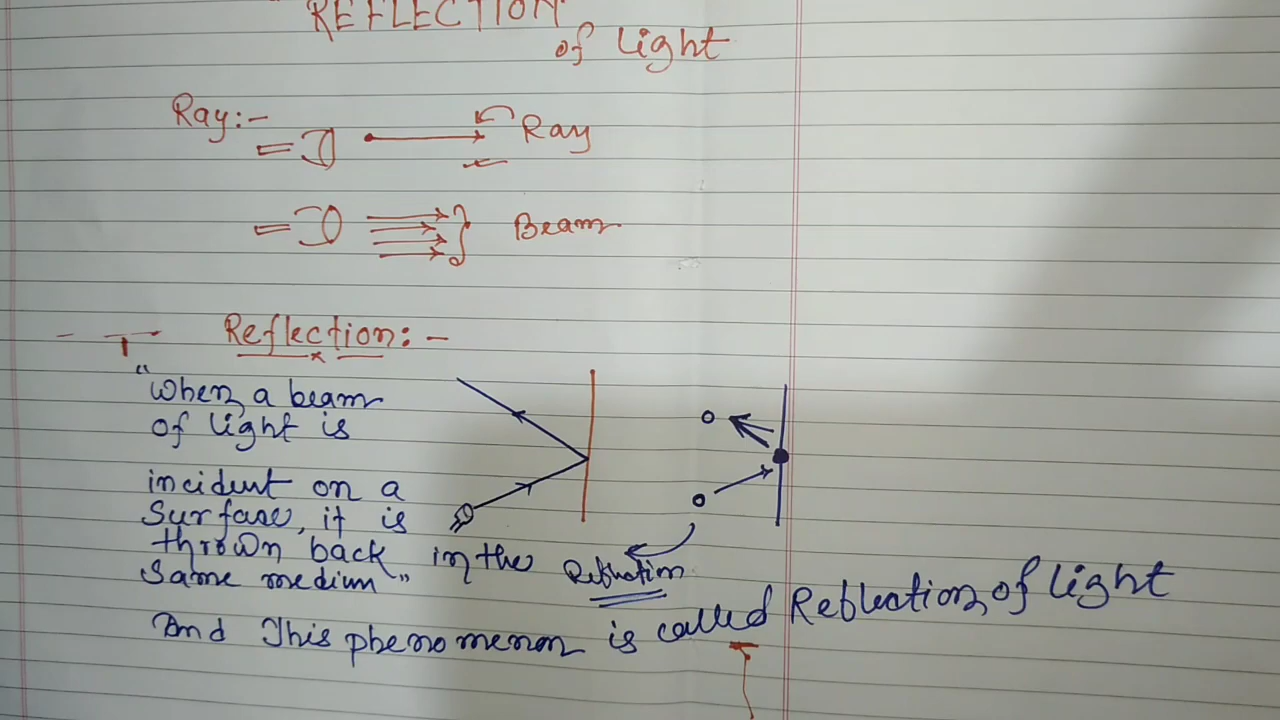 REFLECTION
of light
Ray:-
Ray
Beam
Reflection:-
"When a beam
of light is
incident on a
Surface, it is
thrown back in the
Same medium"
Reflection
And This phenomenon is called Reflection of light